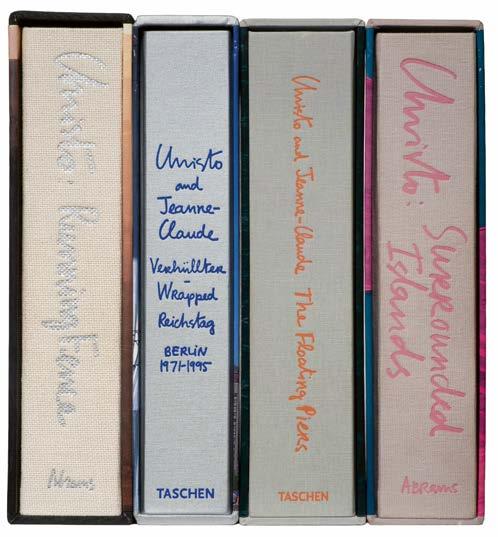 Christo: Running Fence
Abrams
Christo
and
Jeanne-
Claude
Verhüllter
- Wrapped
Reichstag
BERLIN
1971-1995
TASCHEN
Christo and Jeanne-Claude The Floating Piers
TASCHEN
Christo: Surrounded
Islands
ABRAMS